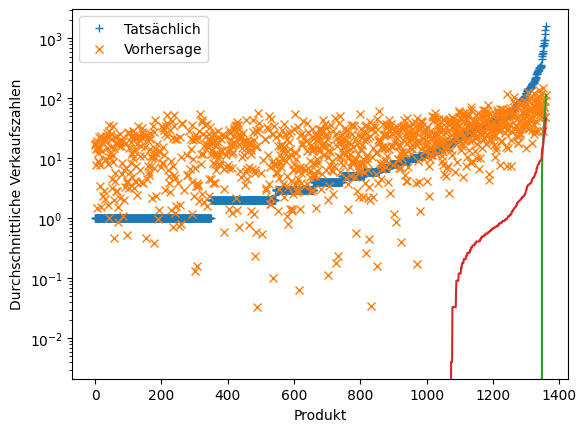 Tatsächlich
Vorhersage
Durchschnittliche Verkaufszahlen
10³
10²
10¹
10⁰
10⁻¹
10⁻²
0 200 400 600 800 1000 1200 1400
Produkt